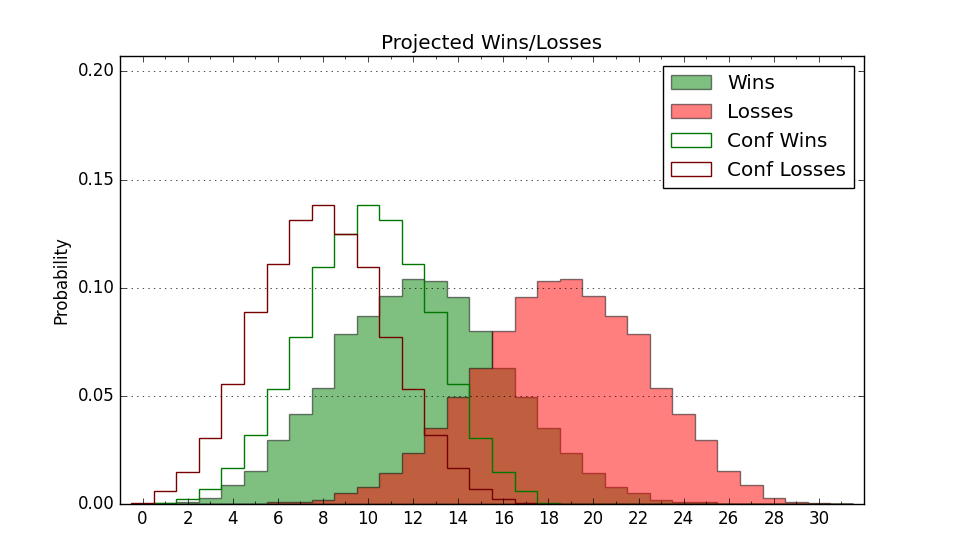 Projected Wins/Losses
0.20
0.15
0.10
0.05
0.00
Probability
Wins
Losses
Conf Wins
Conf Losses
0 2 4 6 8 10 12 14 16 18 20 22 24 26 28 30